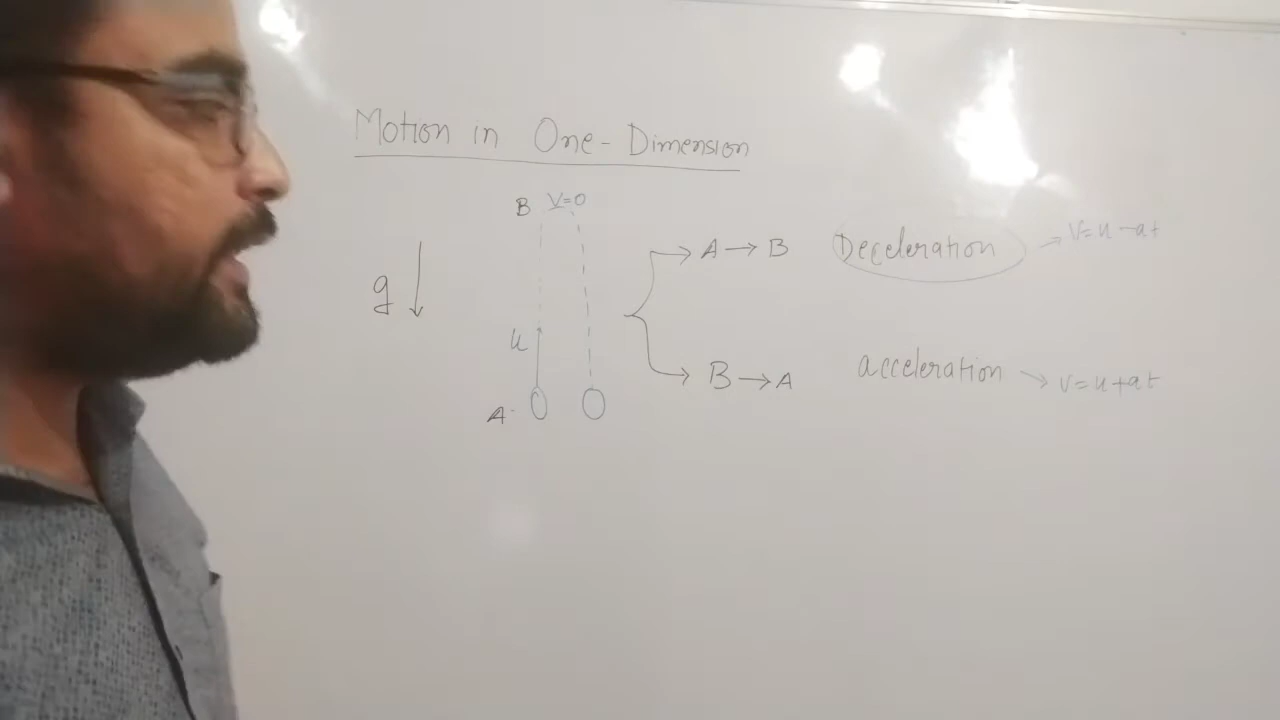 Motion in One-Dimension
B V=0
A → B Deceleration → V=u-at
g ↓
u
B → A acceleration → V=u+at
A